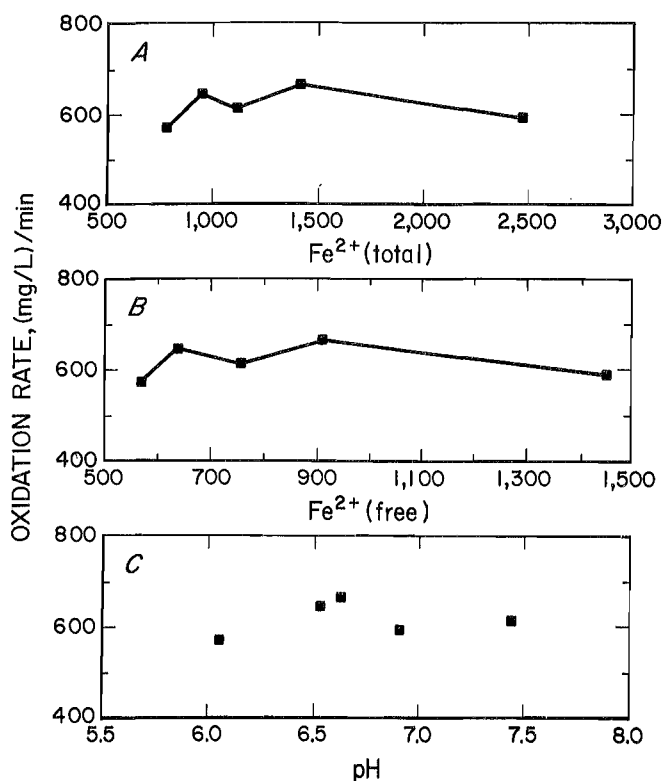 OXIDATION RATE, (mg/L)/min
A
800
600
400
500 1,000 1,500 2,000 2,500 3,000
Fe²⁺ (total)
B
800
600
400
500 700 900 1,100 1,300 1,500
Fe²⁺ (free)
C
800
600
400
5.5 6.0 6.5 7.0 7.5 8.0
pH